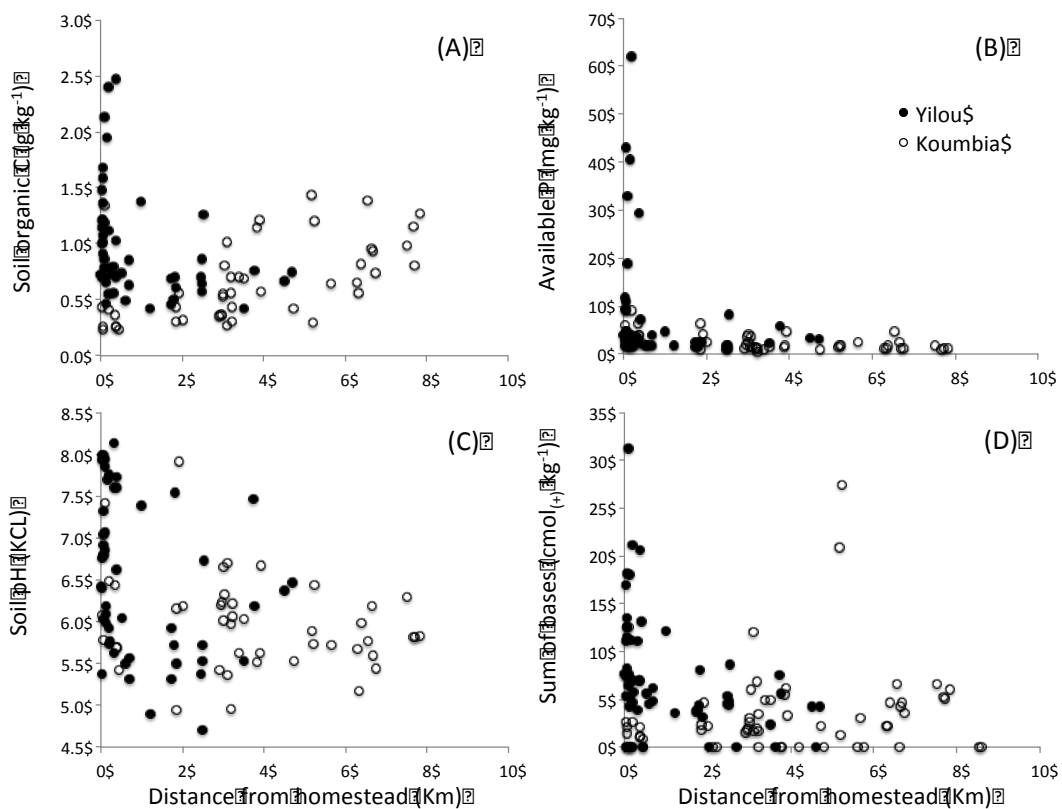 3.0$
2.5$
2.0$
1.5$
1.0$
0.5$
0.0$
0$ 2$ 4$ 6$ 8$ 10$
Soil organic C (g kg-1)
(A)
70$
60$
50$
40$
30$
20$
10$
0$
0$ 2$ 4$ 6$ 8$ 10$
Available P (mg kg-1)
(B)
Yilou$
Koumbia$
8.5$
8.0$
7.5$
7.0$
6.5$
6.0$
5.5$
5.0$
4.5$
0$ 2$ 4$ 6$ 8$ 10$
Soil pH (KCL)
(C)
Distance from homestead (Km)
35$
30$
25$
20$
15$
10$
5$
0$
0$ 2$ 4$ 6$ 8$ 10$
Sum of bases (cmol(+) kg-1)
(D)
Distance from homestead (Km)